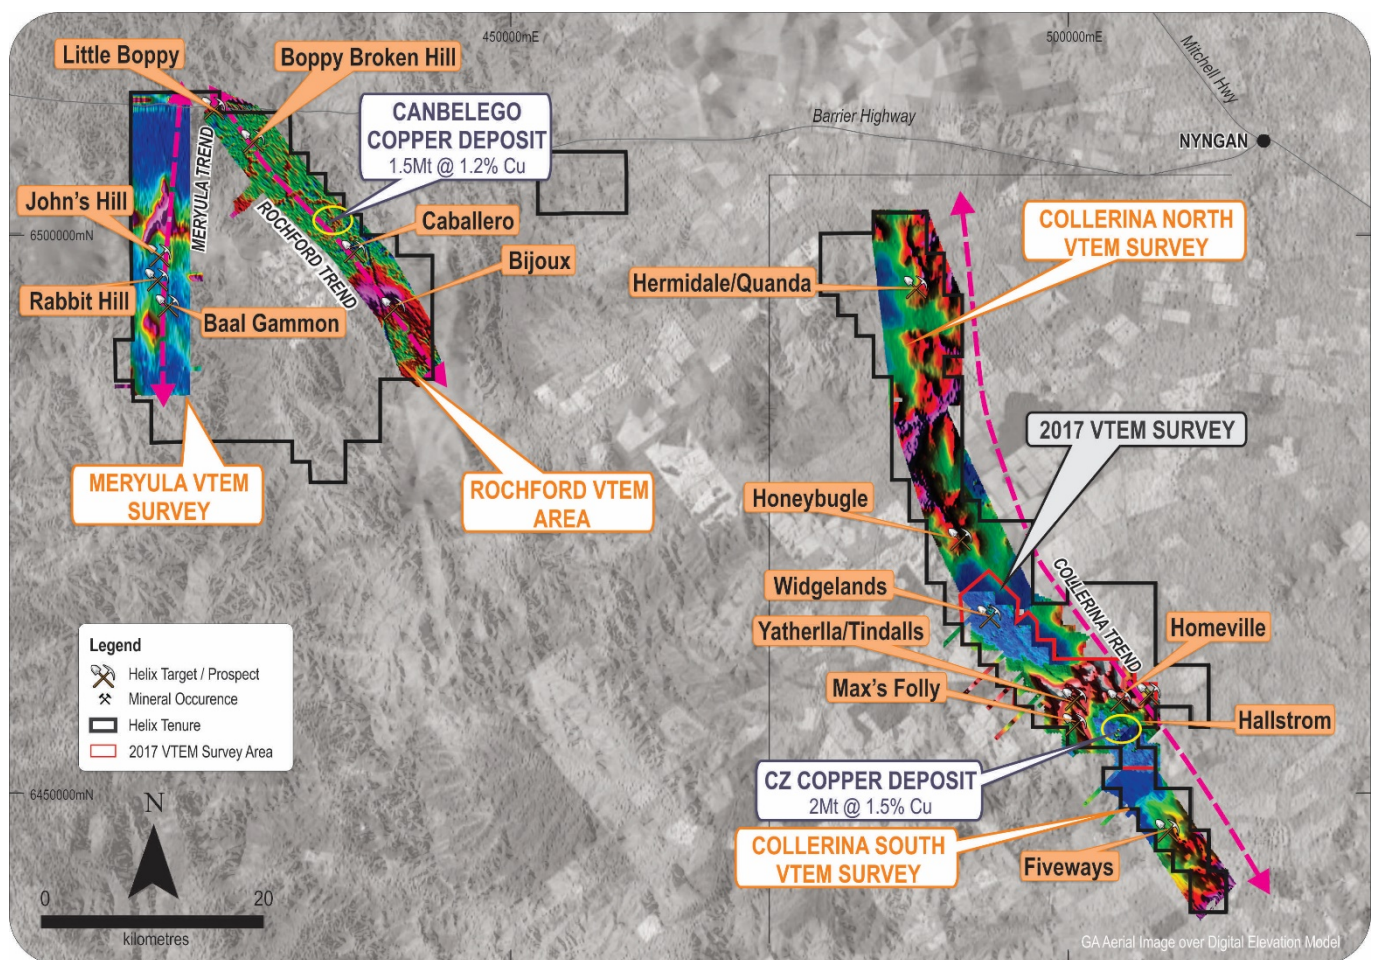 450000mE
500000mE
Little Boppy
Boppy Broken Hill
CANBELEGO
COPPER DEPOSIT
1.5Mt @ 1.2% Cu
Barrier Highway
Mitchell Hwy
NYNGAN
MERYULA TREND
ROCHFORD TREND
John's Hill
6500000mN
Rabbit Hill
Baal Gammon
Caballero
Bijoux
COLLERINA NORTH
VTEM SURVEY
Hermidale/Quanda
2017 VTEM SURVEY
MERYULA VTEM
SURVEY
ROCHFORD VTEM
AREA
Honeybugle
Widgelands
COLLERINA TREND
Yatherlla/Tindalls
Homeville
Max's Folly
Hallstrom
CZ COPPER DEPOSIT
2Mt @ 1.5% Cu
COLLERINA SOUTH
VTEM SURVEY
Fiveways
Legend
Helix Target / Prospect
Mineral Occurence
Helix Tenure
2017 VTEM Survey Area
6450000mN
N
0
20
kilometres
GA Aerial Image over Digital Elevation Model